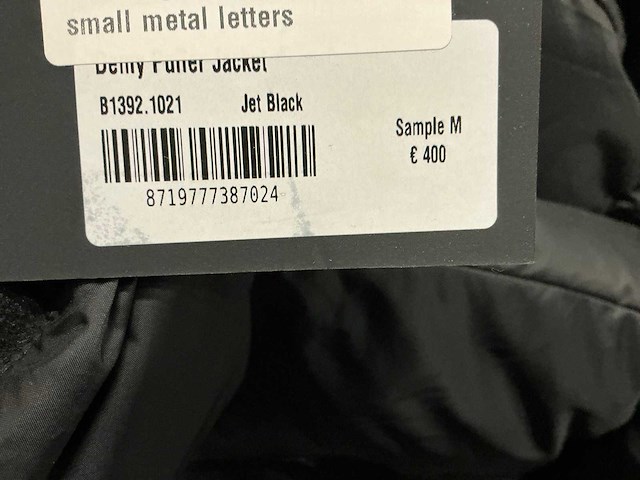 small metal letters
Puffer Jacket
B1392.1021 Jet Black
Sample M
€ 400
8719777387024